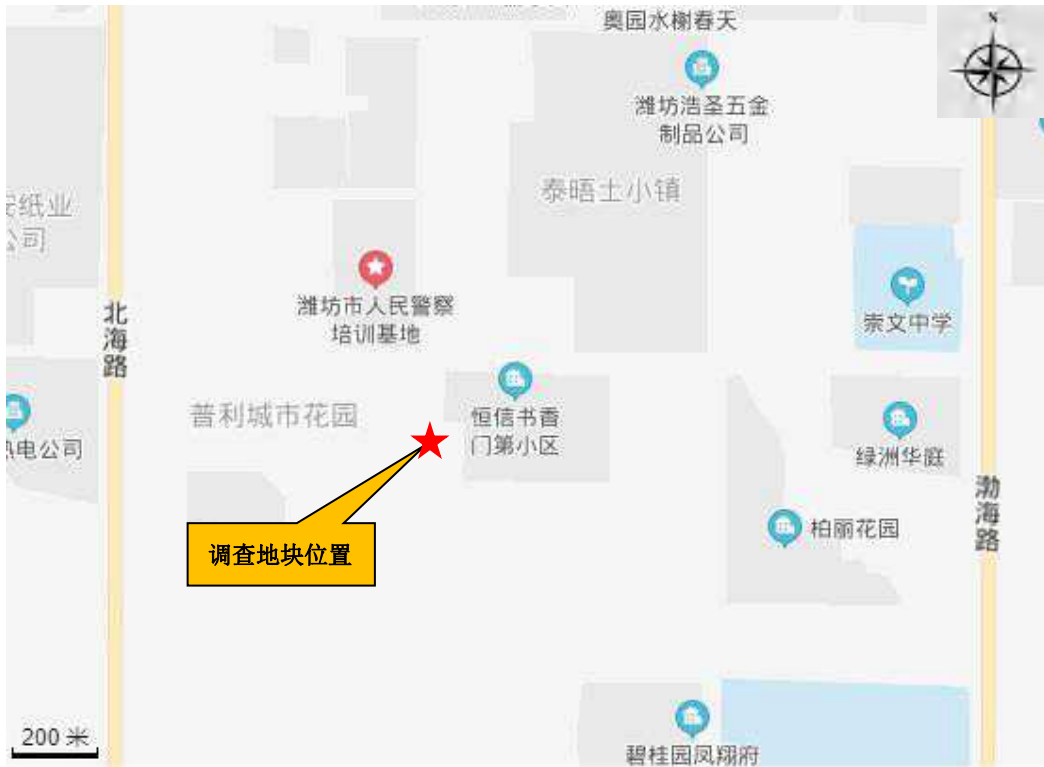 奥园水榭春天
N
潍坊浩圣五金
制品公司
泰晤士小镇
纸业
公司
潍坊市人民警察
培训基地
崇文中学
北海路
恒信书香
门第小区
普利城市花园
热电公司
绿洲华庭
渤海路
柏丽花园
调查地块位置
200 米
碧桂园凤翔府